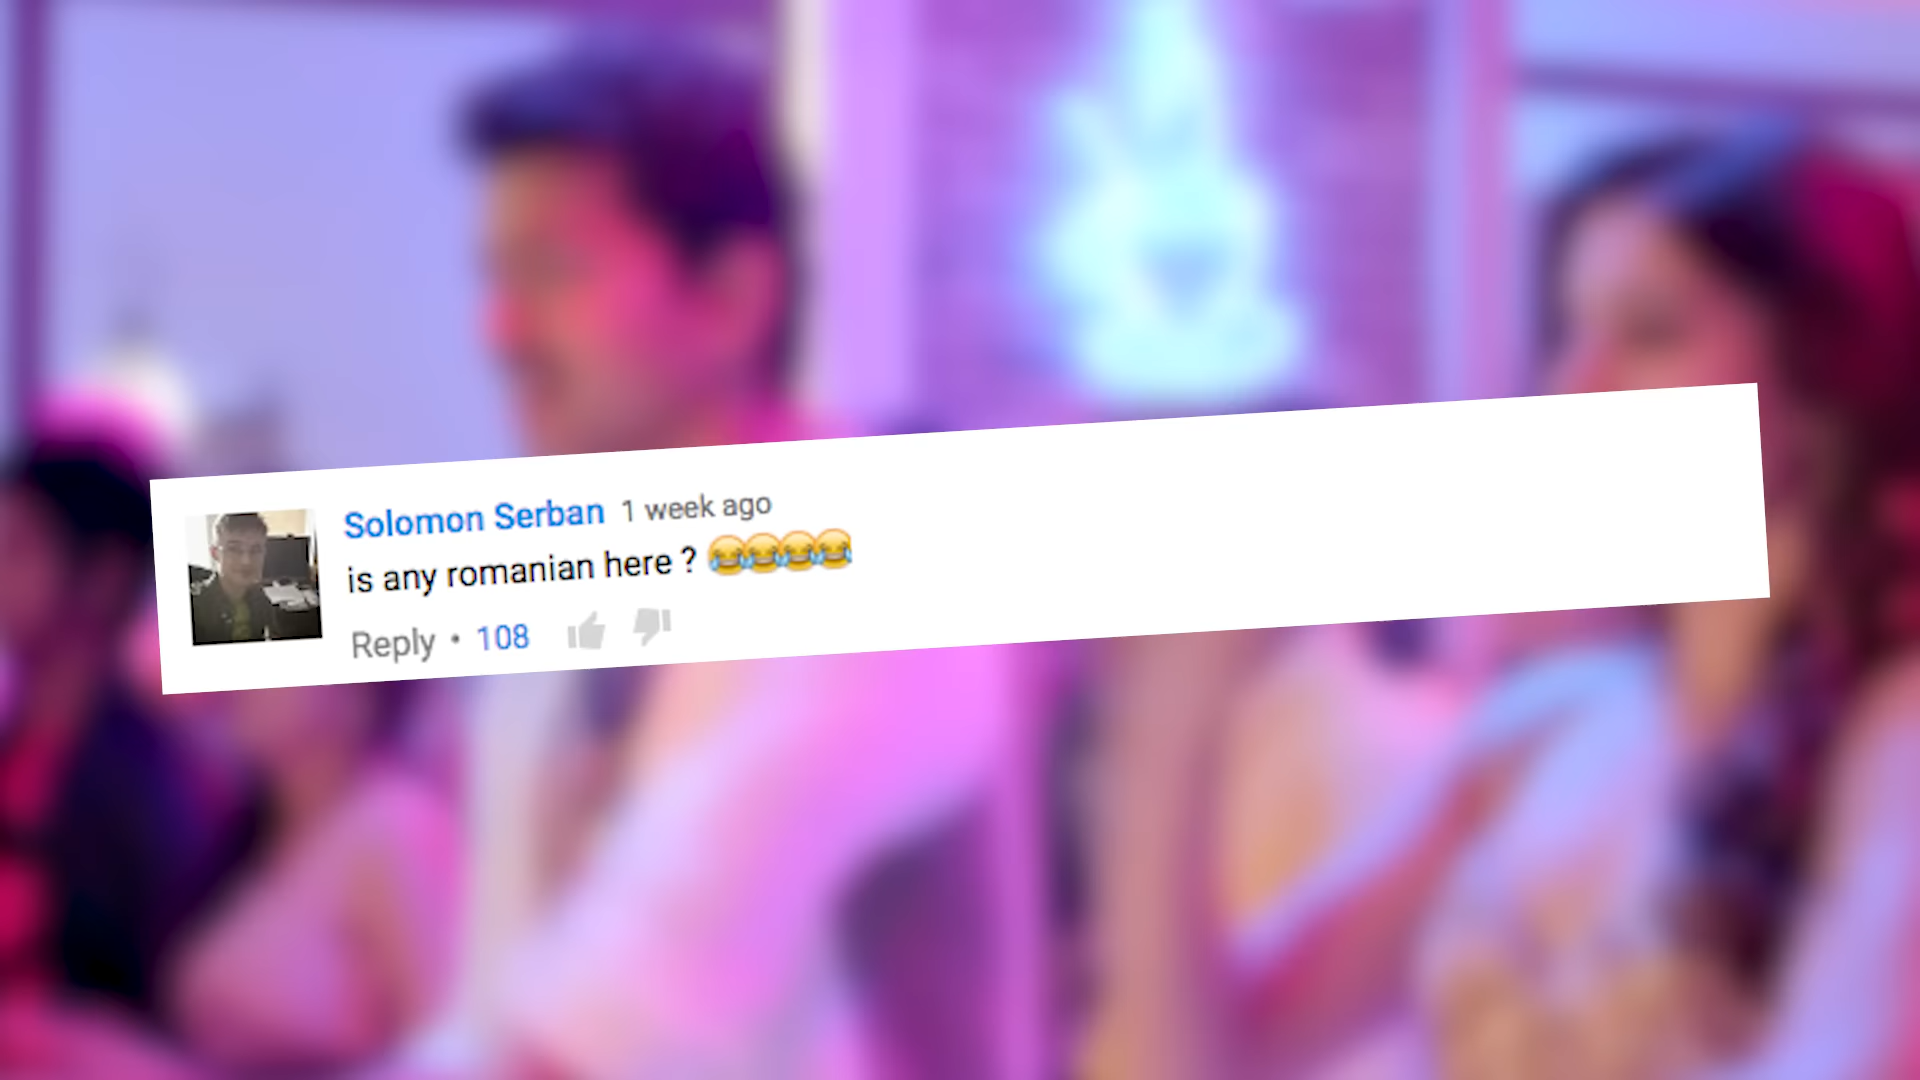 Solomon Serban 1 week ago
is any romanian here ? 😂😂😂😂
Reply • 108